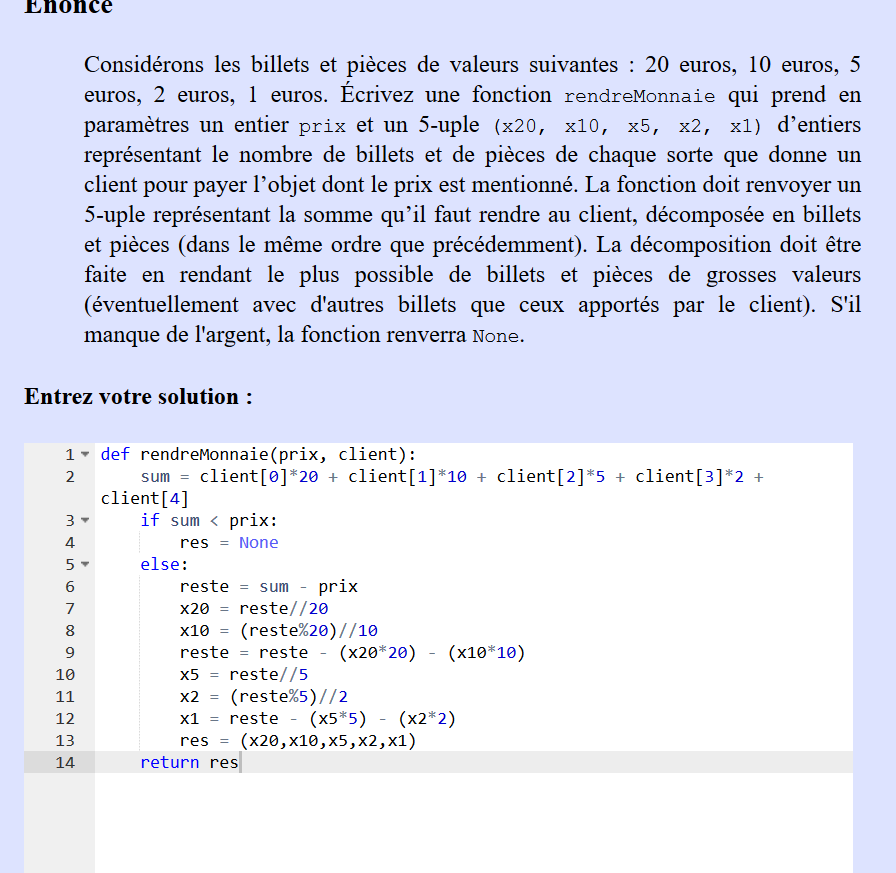 Énoncé
Considérons les billets et pièces de valeurs suivantes : 20 euros, 10 euros, 5
euros, 2 euros, 1 euros. Écrivez une fonction rendreMonnaie qui prend en
paramètres un entier prix et un 5-uple (x20, x10, x5, x2, x1) d’entiers
représentant le nombre de billets et de pièces de chaque sorte que donne un
client pour payer l’objet dont le prix est mentionné. La fonction doit renvoyer un
5-uple représentant la somme qu’il faut rendre au client, décomposée en billets
et pièces (dans le même ordre que précédemment). La décomposition doit être
faite en rendant le plus possible de billets et pièces de grosses valeurs
(éventuellement avec d'autres billets que ceux apportés par le client). S'il
manque de l'argent, la fonction renverra None.
Entrez votre solution :
1 def rendreMonnaie(prix, client):
2     sum = client[0]*20 + client[1]*10 + client[2]*5 + client[3]*2 +
client[4]
3     if sum < prix:
4         res = None
5     else:
6         reste = sum - prix
7         x20 = reste//20
8         x10 = (reste%20)//10
9         reste = reste - (x20*20) - (x10*10)
10         x5 = reste//5
11         x2 = (reste%5)//2
12         x1 = reste - (x5*5) - (x2*2)
13         res = (x20,x10,x5,x2,x1)
14     return res